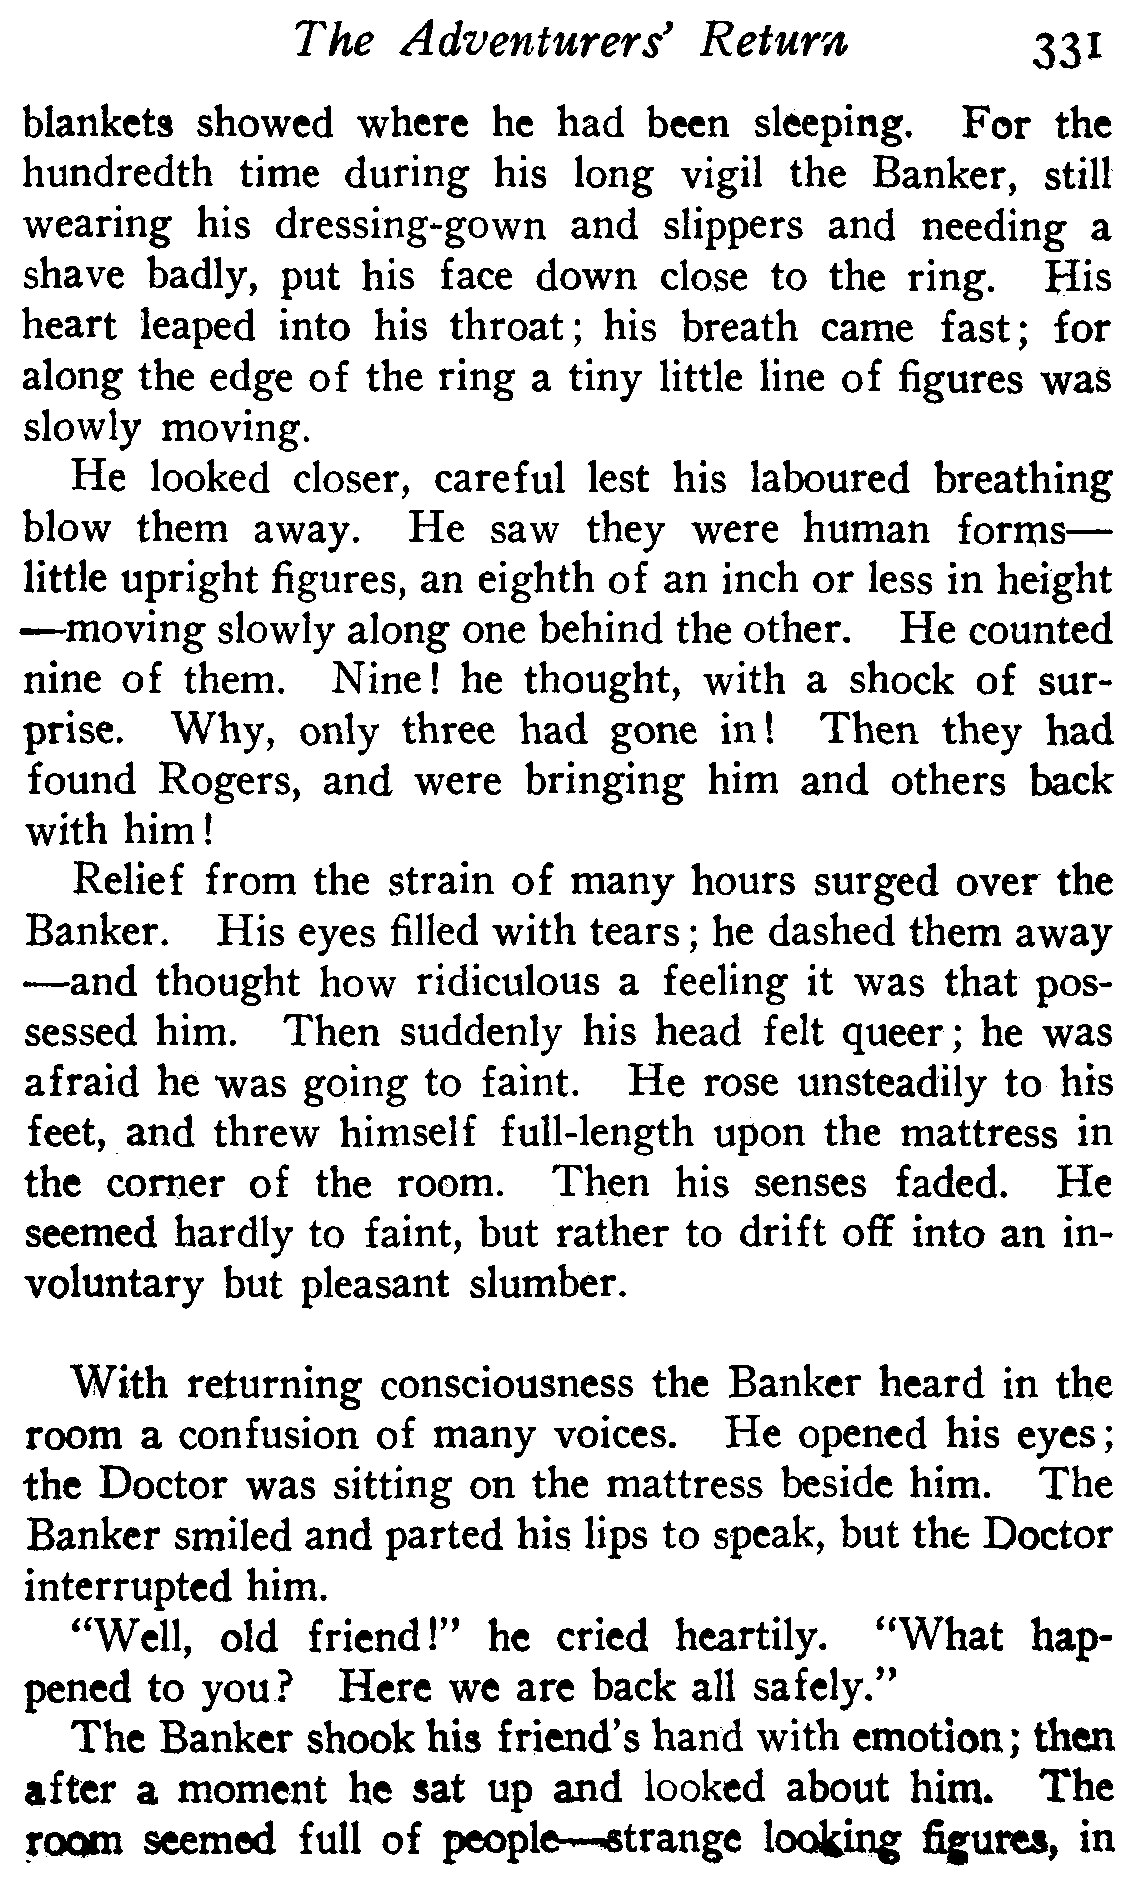 The Adventurers' Return 331
blankets showed where he had been sleeping. For the
hundredth time during his long vigil the Banker, still
wearing his dressing-gown and slippers and needing a
shave badly, put his face down close to the ring. His
heart leaped into his throat; his breath came fast; for
along the edge of the ring a tiny little line of figures was
slowly moving.
He looked closer, careful lest his laboured breathing
blow them away. He saw they were human forms—
little upright figures, an eighth of an inch or less in height
—moving slowly along one behind the other. He counted
nine of them. Nine! he thought, with a shock of sur-
prise. Why, only three had gone in! Then they had
found Rogers, and were bringing him and others back
with him!
Relief from the strain of many hours surged over the
Banker. His eyes filled with tears; he dashed them away
—and thought how ridiculous a feeling it was that pos-
sessed him. Then suddenly his head felt queer; he was
afraid he was going to faint. He rose unsteadily to his
feet, and threw himself full-length upon the mattress in
the corner of the room. Then his senses faded. He
seemed hardly to faint, but rather to drift off into an in-
voluntary but pleasant slumber.
With returning consciousness the Banker heard in the
room a confusion of many voices. He opened his eyes;
the Doctor was sitting on the mattress beside him. The
Banker smiled and parted his lips to speak, but the Doctor
interrupted him.
"Well, old friend!" he cried heartily. "What hap-
pened to you? Here we are back all safely."
The Banker shook his friend's hand with emotion; then
after a moment he sat up and looked about him. The
room seemed full of people—strange looking figures, in